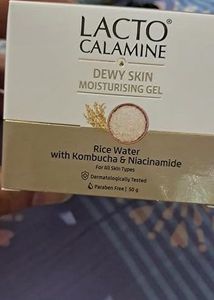 LACTO®
CALAMINE
DEWY SKIN
MOISTURISING GEL
Rice Water
with Kombucha & Niacinamide
For All Skin Types
Dermatologically Tested
Paraben Free | 50 g